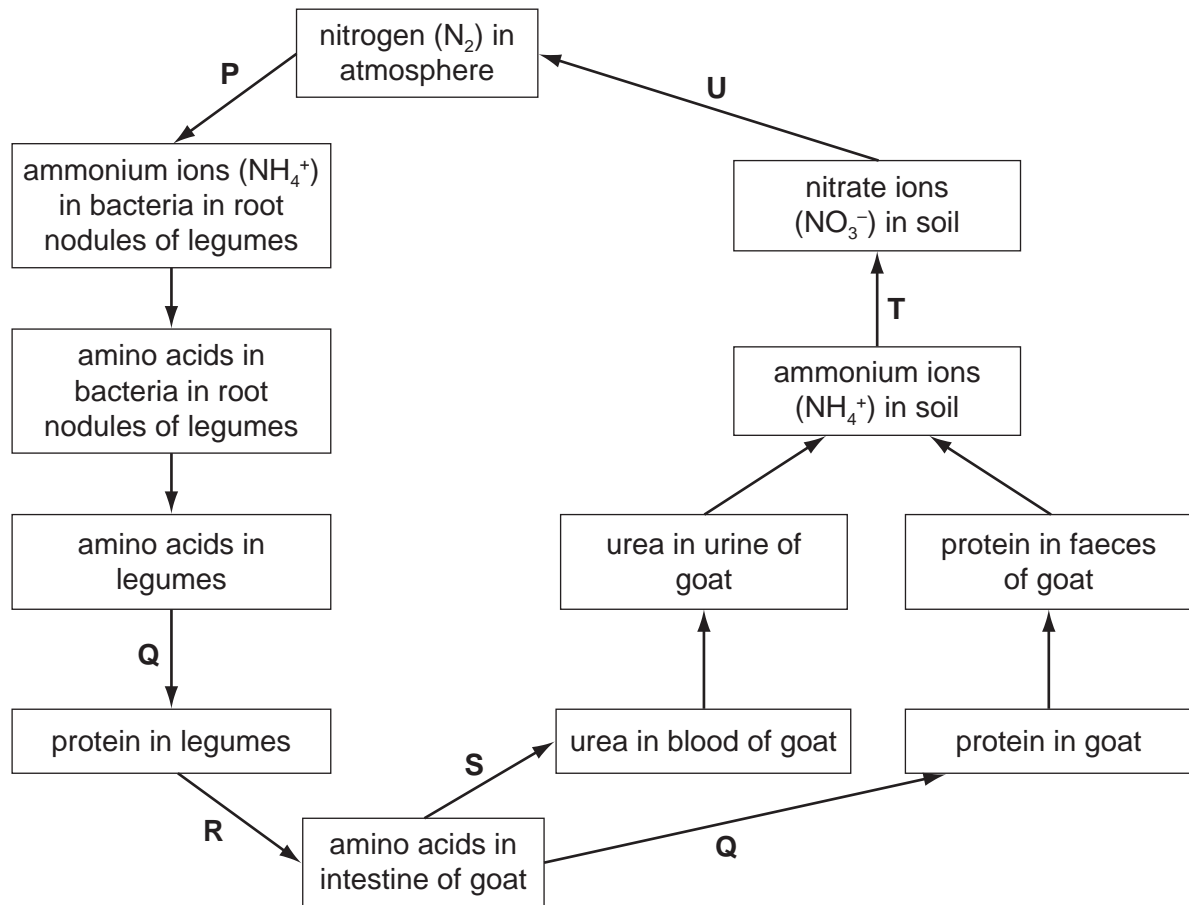 nitrogen (N₂) in
atmosphere
P
U
ammonium ions (NH₄⁺)
in bacteria in root
nodules of legumes
nitrate ions
(NO₃⁻) in soil
T
amino acids in
bacteria in root
nodules of legumes
ammonium ions
(NH₄⁺) in soil
amino acids in
legumes
urea in urine of
goat
protein in faeces
of goat
Q
protein in legumes
urea in blood of goat
protein in goat
S
R
Q
amino acids in
intestine of goat